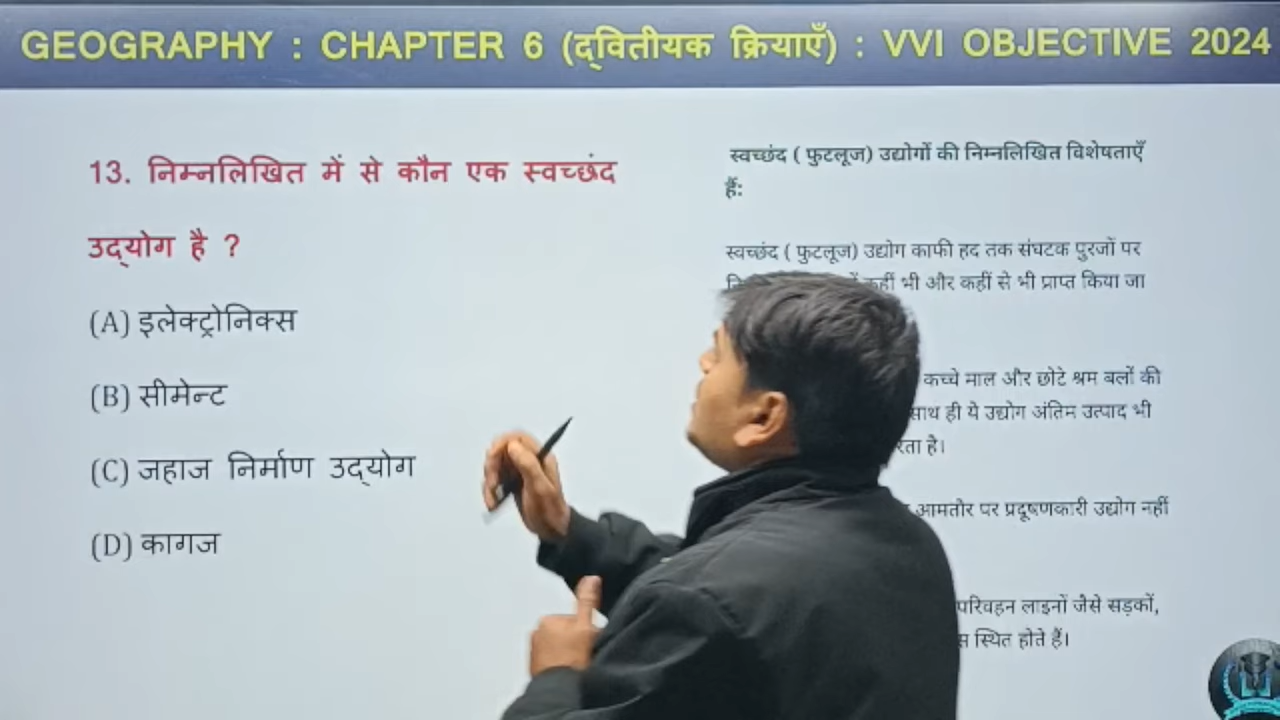 GEOGRAPHY : CHAPTER 6 (द्वितीयक क्रियाएँ) : VVI OBJECTIVE 2024
13. निम्नलिखित में से कौन एक स्वच्छंद
उद्योग है ?
(A) इलेक्ट्रोनिक्स
(B) सीमेन्ट
(C) जहाज निर्माण उद्योग
(D) कागज
स्वच्छंद ( फुटलूज) उद्योगों की निम्नलिखित विशेषताएँ
हैं:
स्वच्छंद ( फुटलूज) उद्योग काफी हद तक संघटक पुरजों पर
कहीं भी और कहीं से भी प्राप्त किया जा
कच्चे माल और छोटे श्रम बलों की
साथ ही ये उद्योग अंतिम उत्पाद भी
है।
आमतोर पर प्रदूषणकारी उद्योग नहीं
परिवहन लाइनों जैसे सड़कों,
स्थित होते हैं।